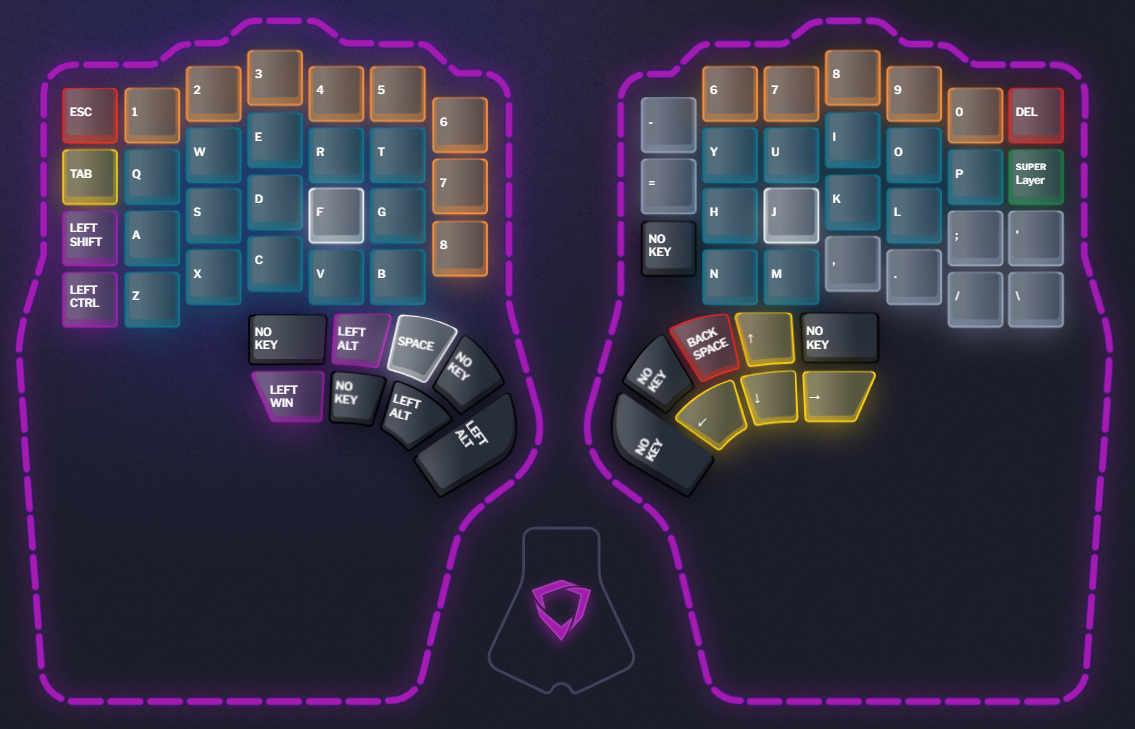 ESC 1 2 3 4 5 6
TAB Q W E R T 7
LEFT
SHIFT
A S D F G 8
LEFT
CTRL
Z X C V B
NO
KEY
LEFT
ALT
SPACE
NO
KEY
LEFT
WIN
NO
KEY
LEFT
ALT
LEFT
ALT
- 6 7 8 9 0 DEL
= Y U I O P
SUPER
Layer
NO
KEY
H J K L ; '
N M , . / \
NO
KEY
BACK
SPACE
↑
NO
KEY
NO
KEY
← ↓ →